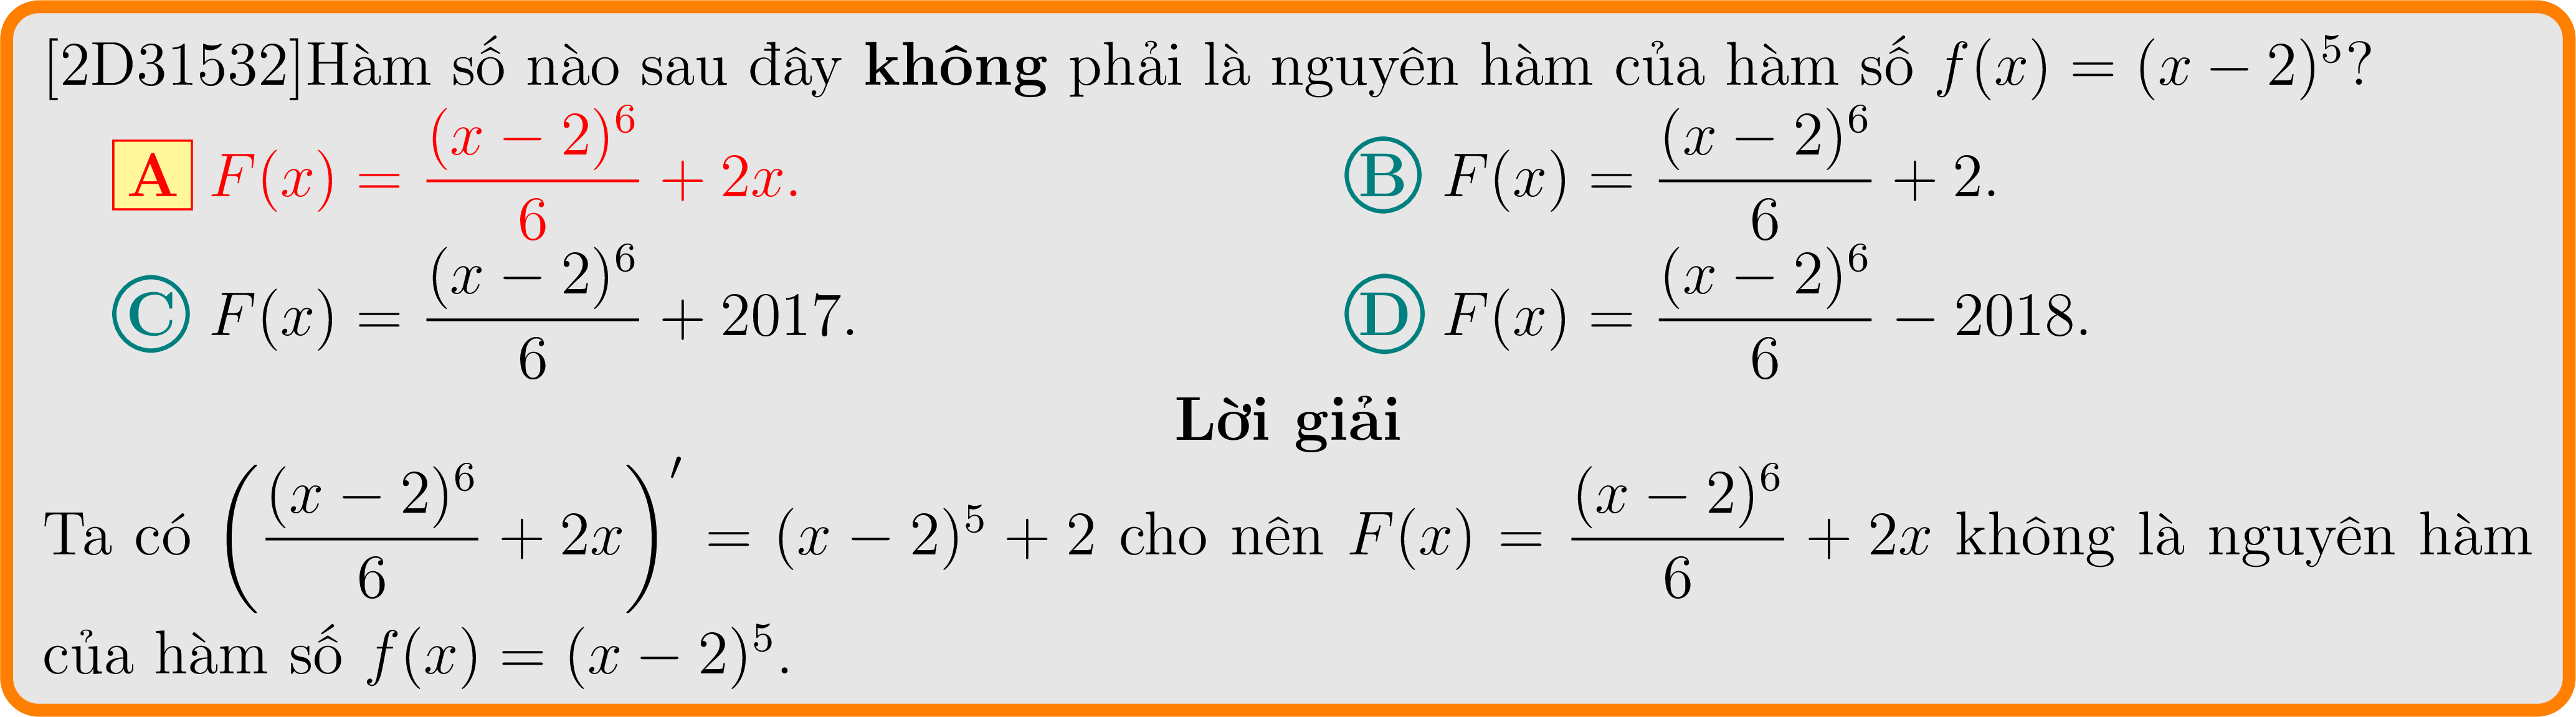 [2D31532]Hàm số nào sau đây không phải là nguyên hàm của hàm số f(x) = (x − 2)^5?
A F(x) = \frac{(x − 2)^6}{6} + 2x. B F(x) = \frac{(x − 2)^6}{6} + 2.
C F(x) = \frac{(x − 2)^6}{6} + 2017. D F(x) = \frac{(x − 2)^6}{6} − 2018.
Lời giải
Ta có \left(\frac{(x − 2)^6}{6} + 2x\right)' = (x − 2)^5 + 2 cho nên F(x) = \frac{(x − 2)^6}{6} + 2x không là nguyên hàm
của hàm số f(x) = (x − 2)^5.